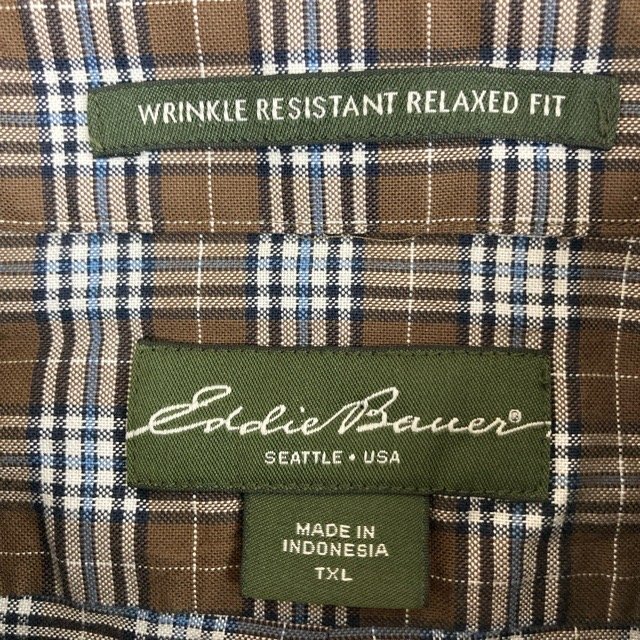 WRINKLE RESISTANT RELAXED FIT
Eddie Bauer®
SEATTLE • USA
MADE IN
INDONESIA
TXL